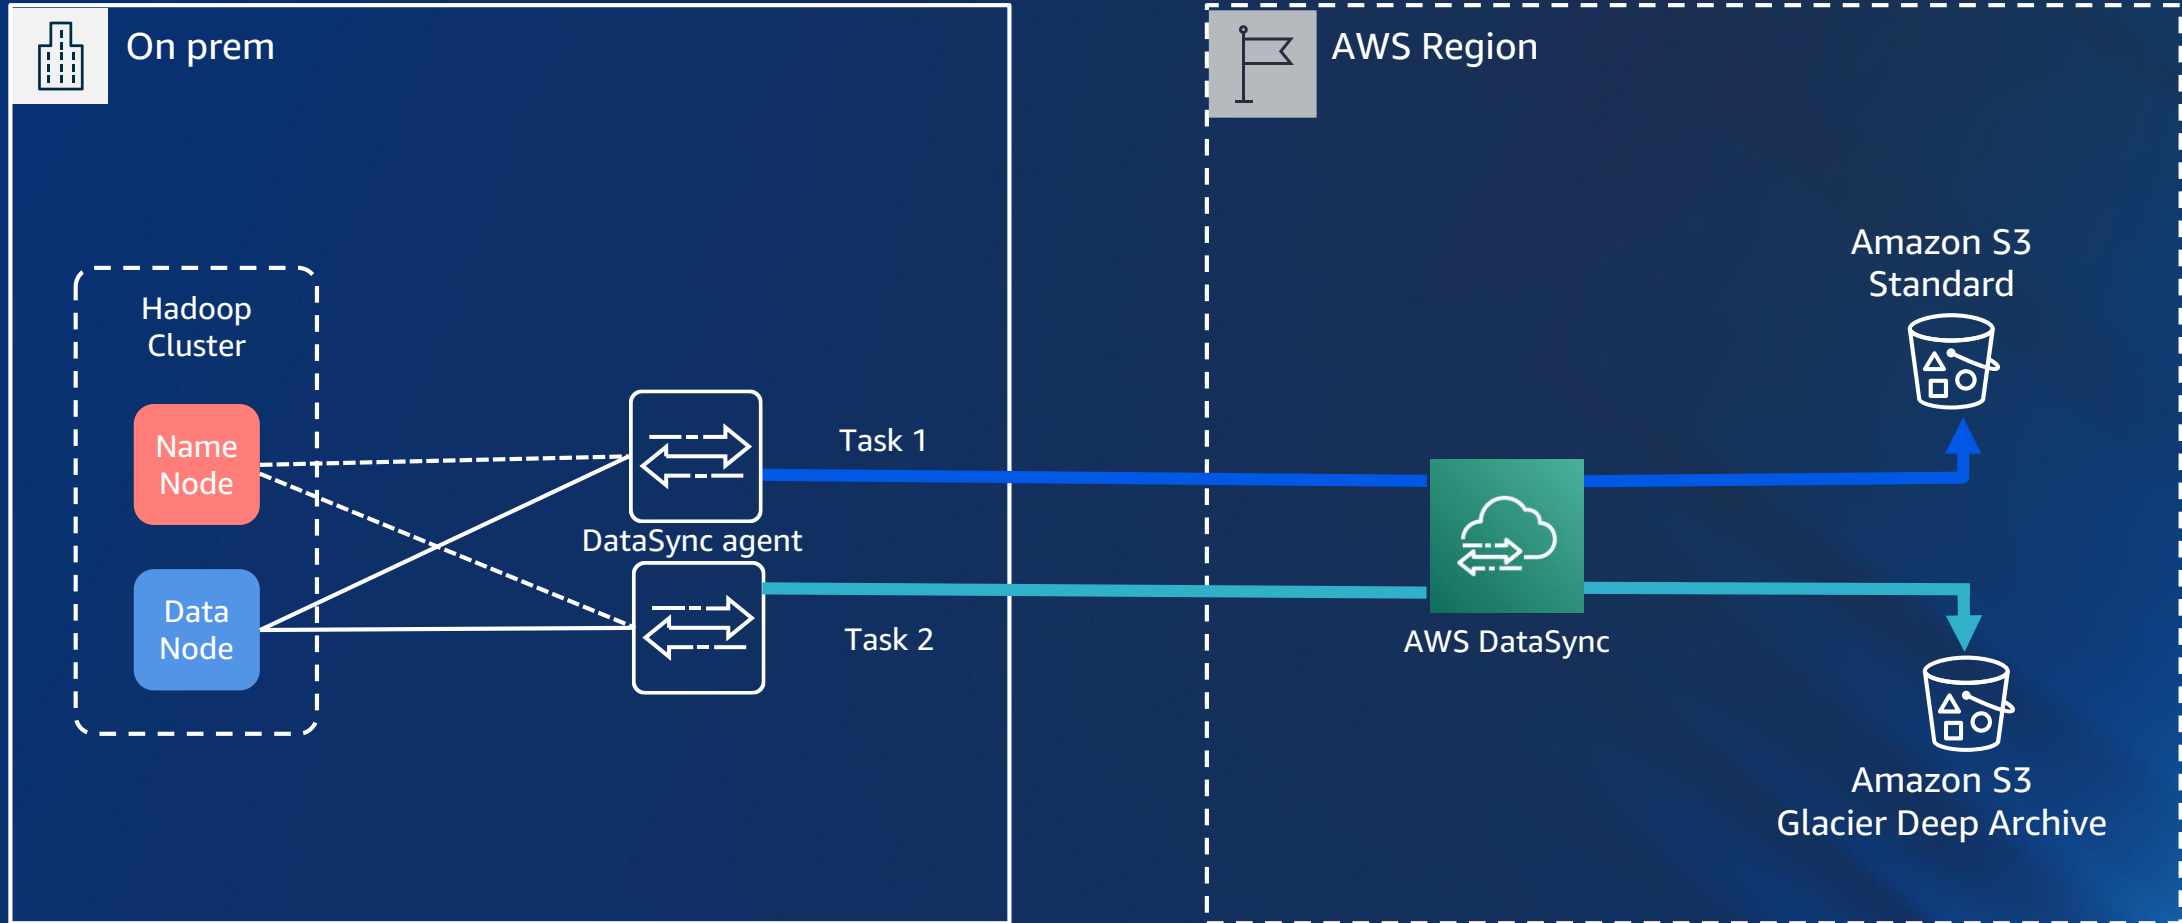 On prem
AWS Region
Hadoop
Cluster
Name
Node
Data
Node
DataSync agent
Task 1
Task 2
AWS DataSync
Amazon S3
Standard
Amazon S3
Glacier Deep Archive